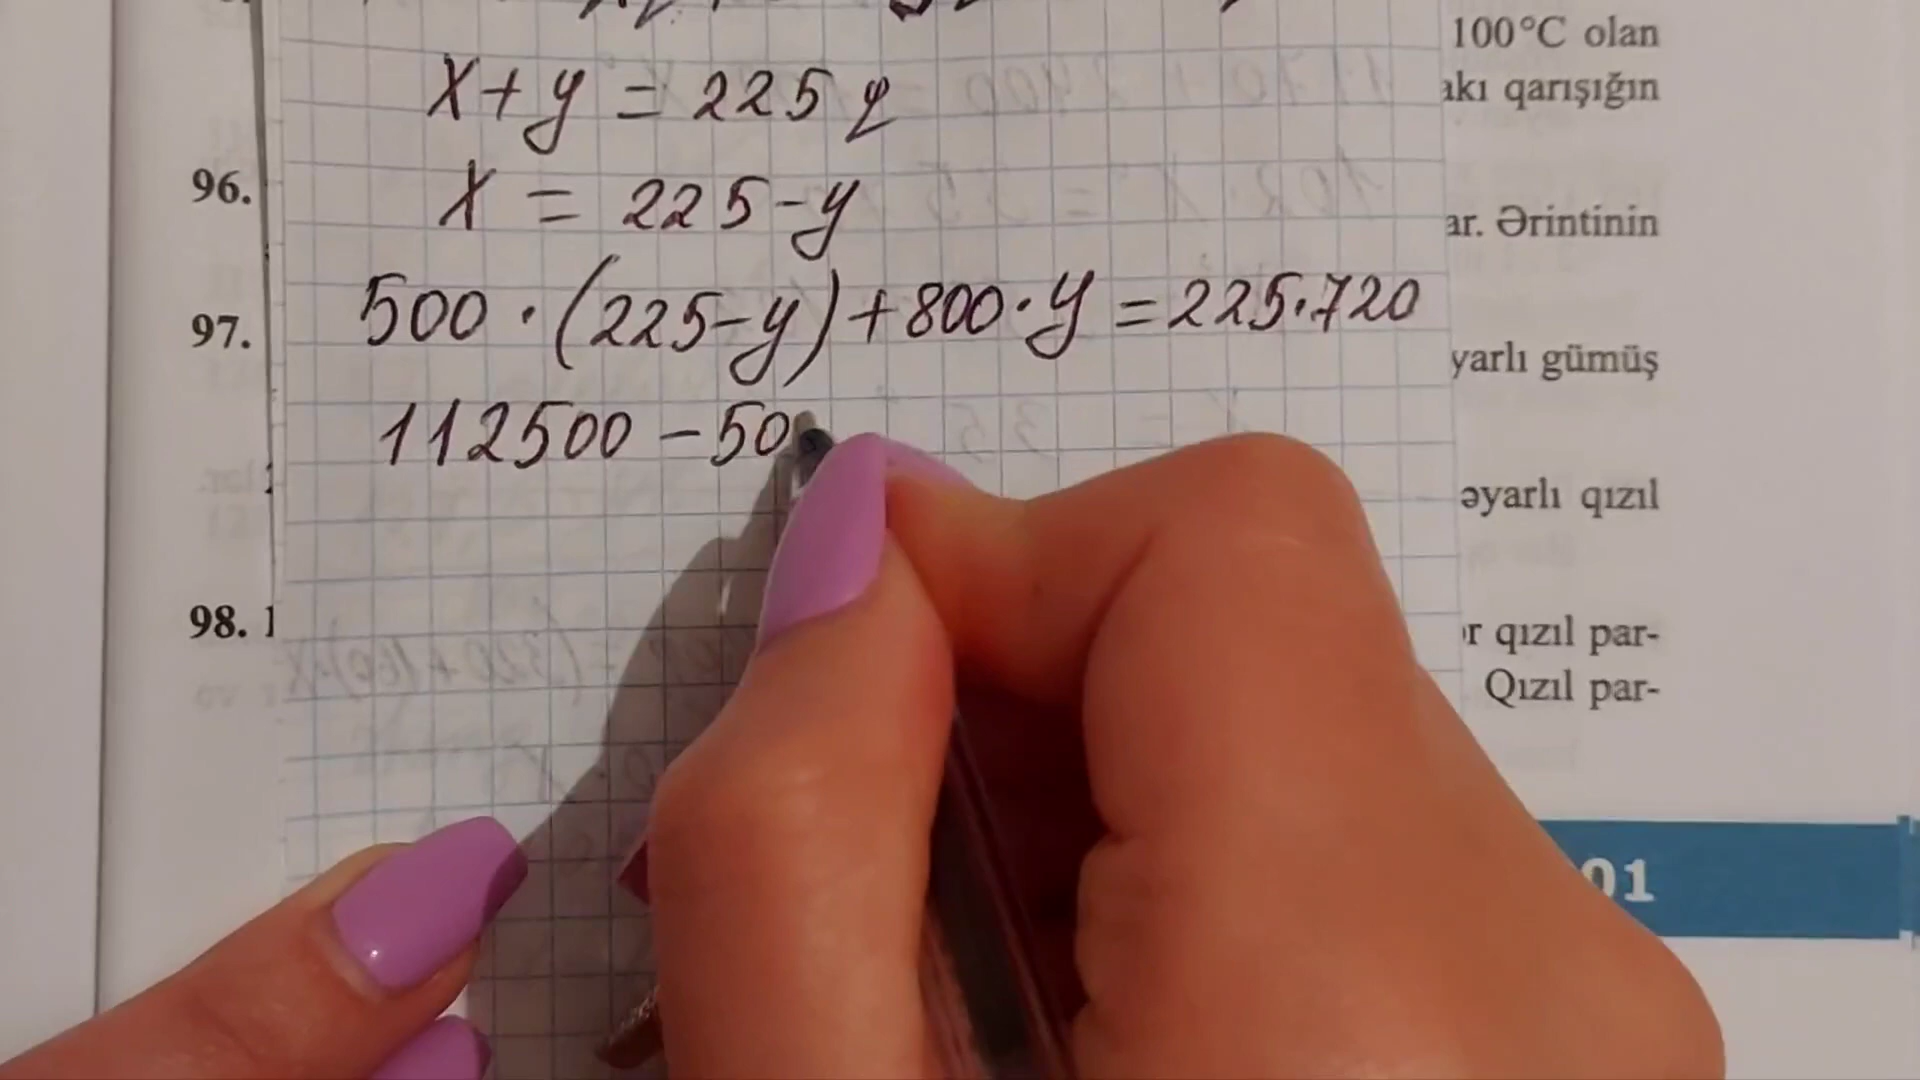 100°C olan
x+y = 225 q
akı qarışığın
96.
x = 225-y
ar. Ərintinin
97.
500 · (225-y)+800·y = 225·720
yarlı gümüş
112500 - 50
əyarlı qızıl
98. 1
r qızıl par-
Qızıl par-
01